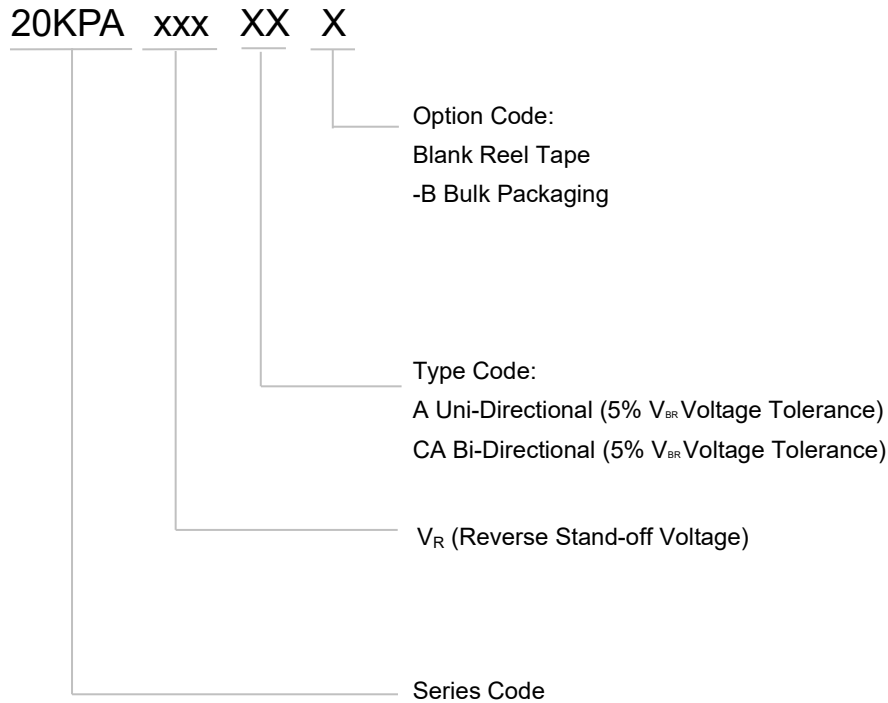 20KPA xxx XX X
Option Code:
Blank Reel Tape
-B Bulk Packaging
Type Code:
A Uni-Directional (5% VBR Voltage Tolerance)
CA Bi-Directional (5% VBR Voltage Tolerance)
VR (Reverse Stand-off Voltage)
Series Code